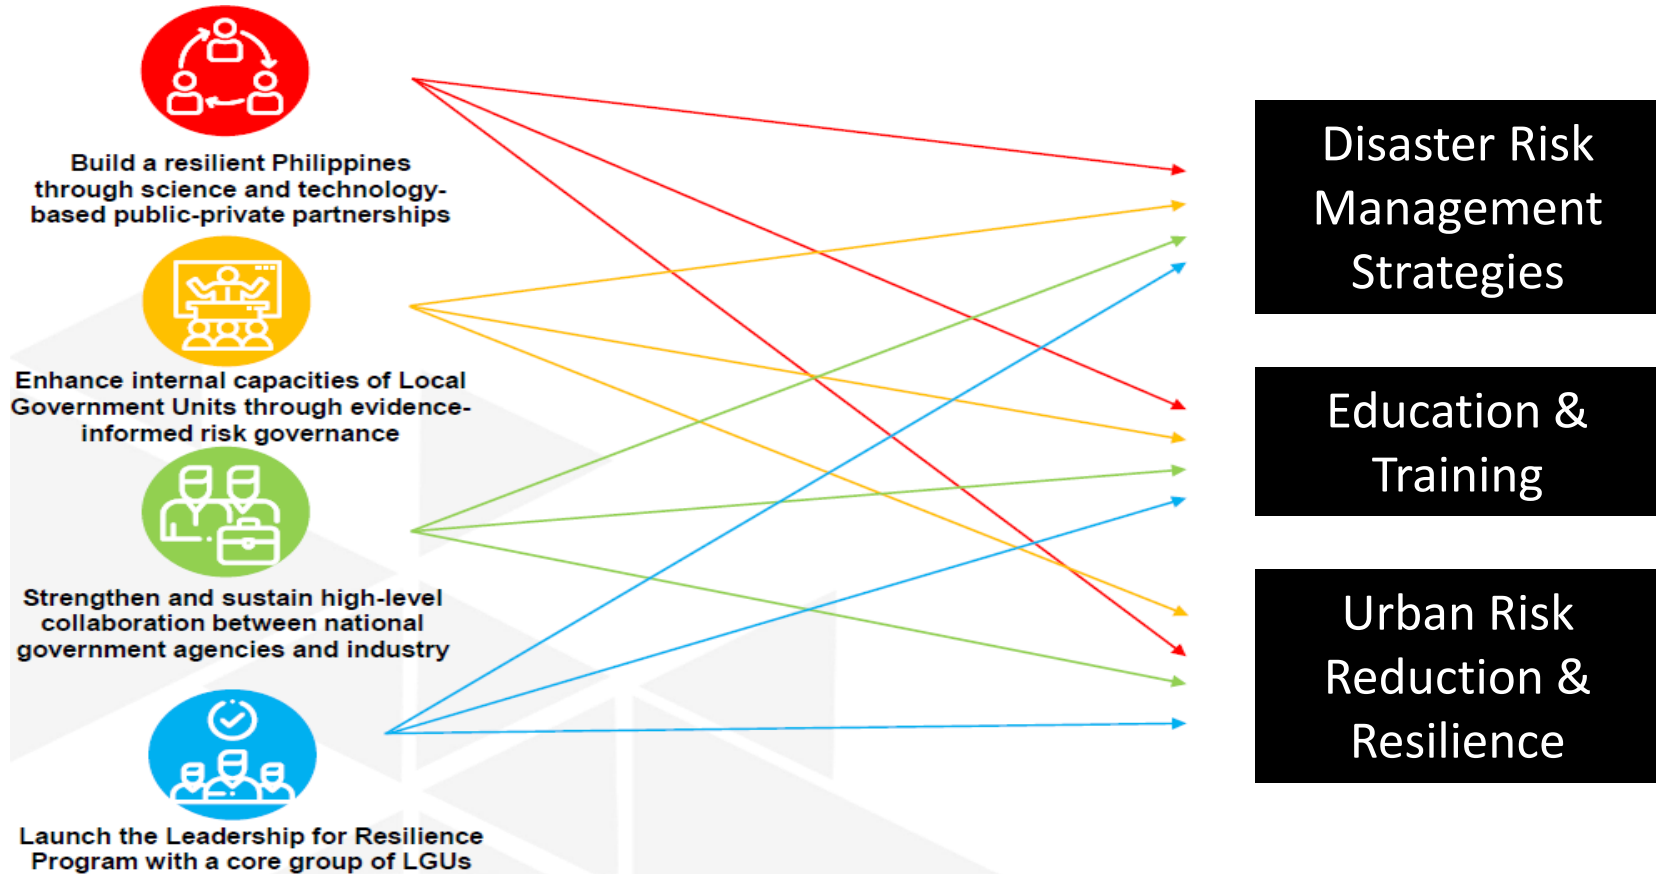 Build a resilient Philippines
through science and technology-
based public-private partnerships
Enhance internal capacities of Local
Government Units through evidence-
informed risk governance
Strengthen and sustain high-level
collaboration between national
government agencies and industry
Launch the Leadership for Resilience
Program with a core group of LGUs
Disaster Risk
Management
Strategies
Education &
Training
Urban Risk
Reduction &
Resilience